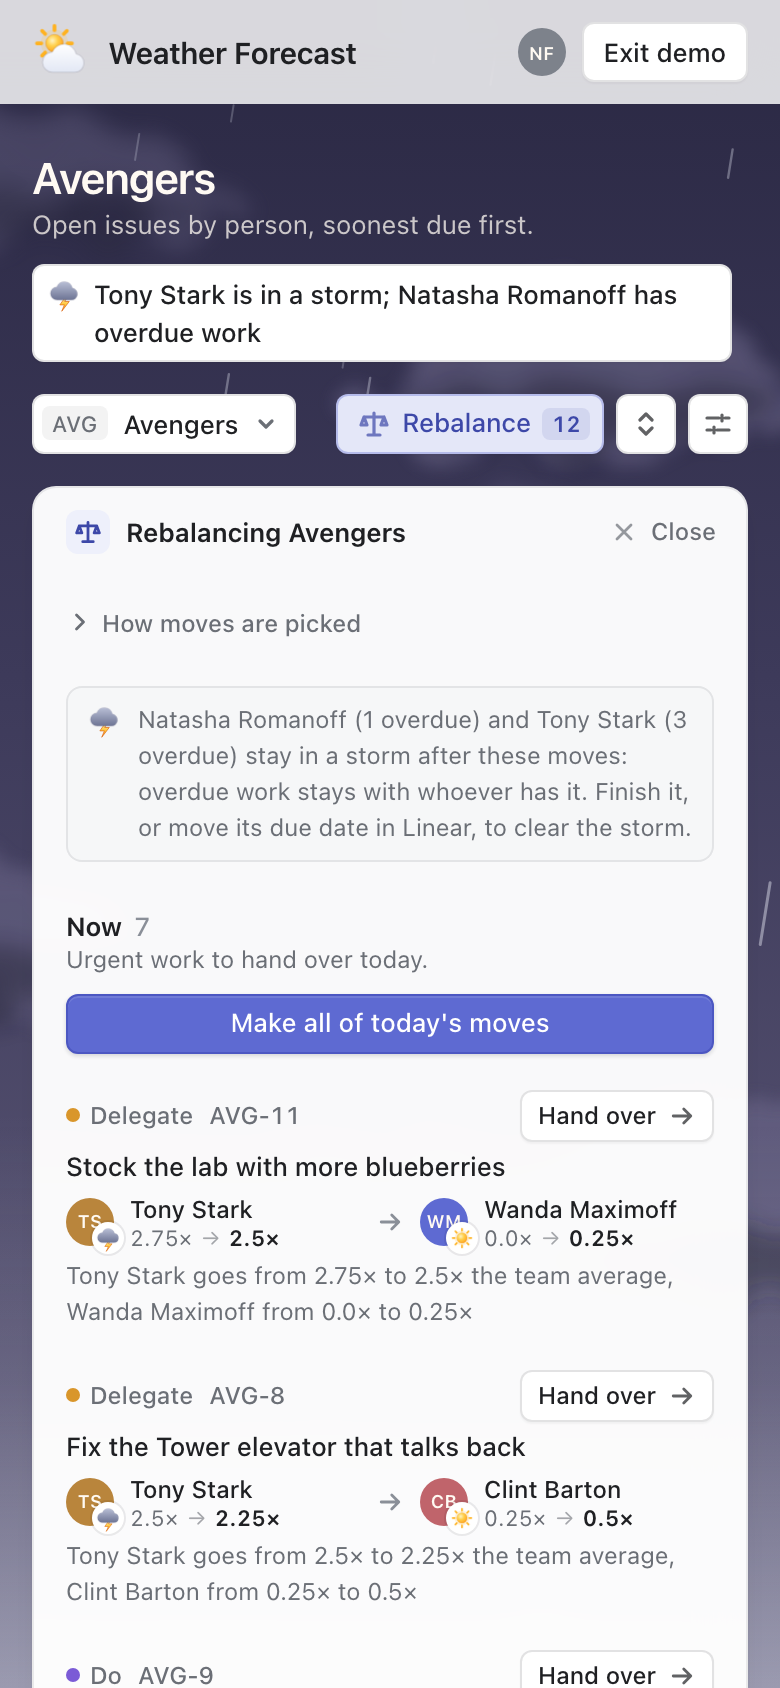 Weather Forecast
NF
Exit demo
Avengers
Open issues by person, soonest due first.
Tony Stark is in a storm; Natasha Romanoff has
overdue work
AVG Avengers
Rebalance 12
Rebalancing Avengers
Close
How moves are picked
Natasha Romanoff (1 overdue) and Tony Stark (3
overdue) stay in a storm after these moves:
overdue work stays with whoever has it. Finish it,
or move its due date in Linear, to clear the storm.
Now 7
Urgent work to hand over today.
Make all of today's moves
Delegate AVG-11
Hand over →
Stock the lab with more blueberries
TS Tony Stark
2.75× → 2.5×
→
WM Wanda Maximoff
0.0× → 0.25×
Tony Stark goes from 2.75× to 2.5× the team average,
Wanda Maximoff from 0.0× to 0.25×
Delegate AVG-8
Hand over →
Fix the Tower elevator that talks back
TS Tony Stark
2.5× → 2.25×
→
CB Clint Barton
0.25× → 0.5×
Tony Stark goes from 2.5× to 2.25× the team average,
Clint Barton from 0.25× to 0.5×
Do AVG-9
Hand over →